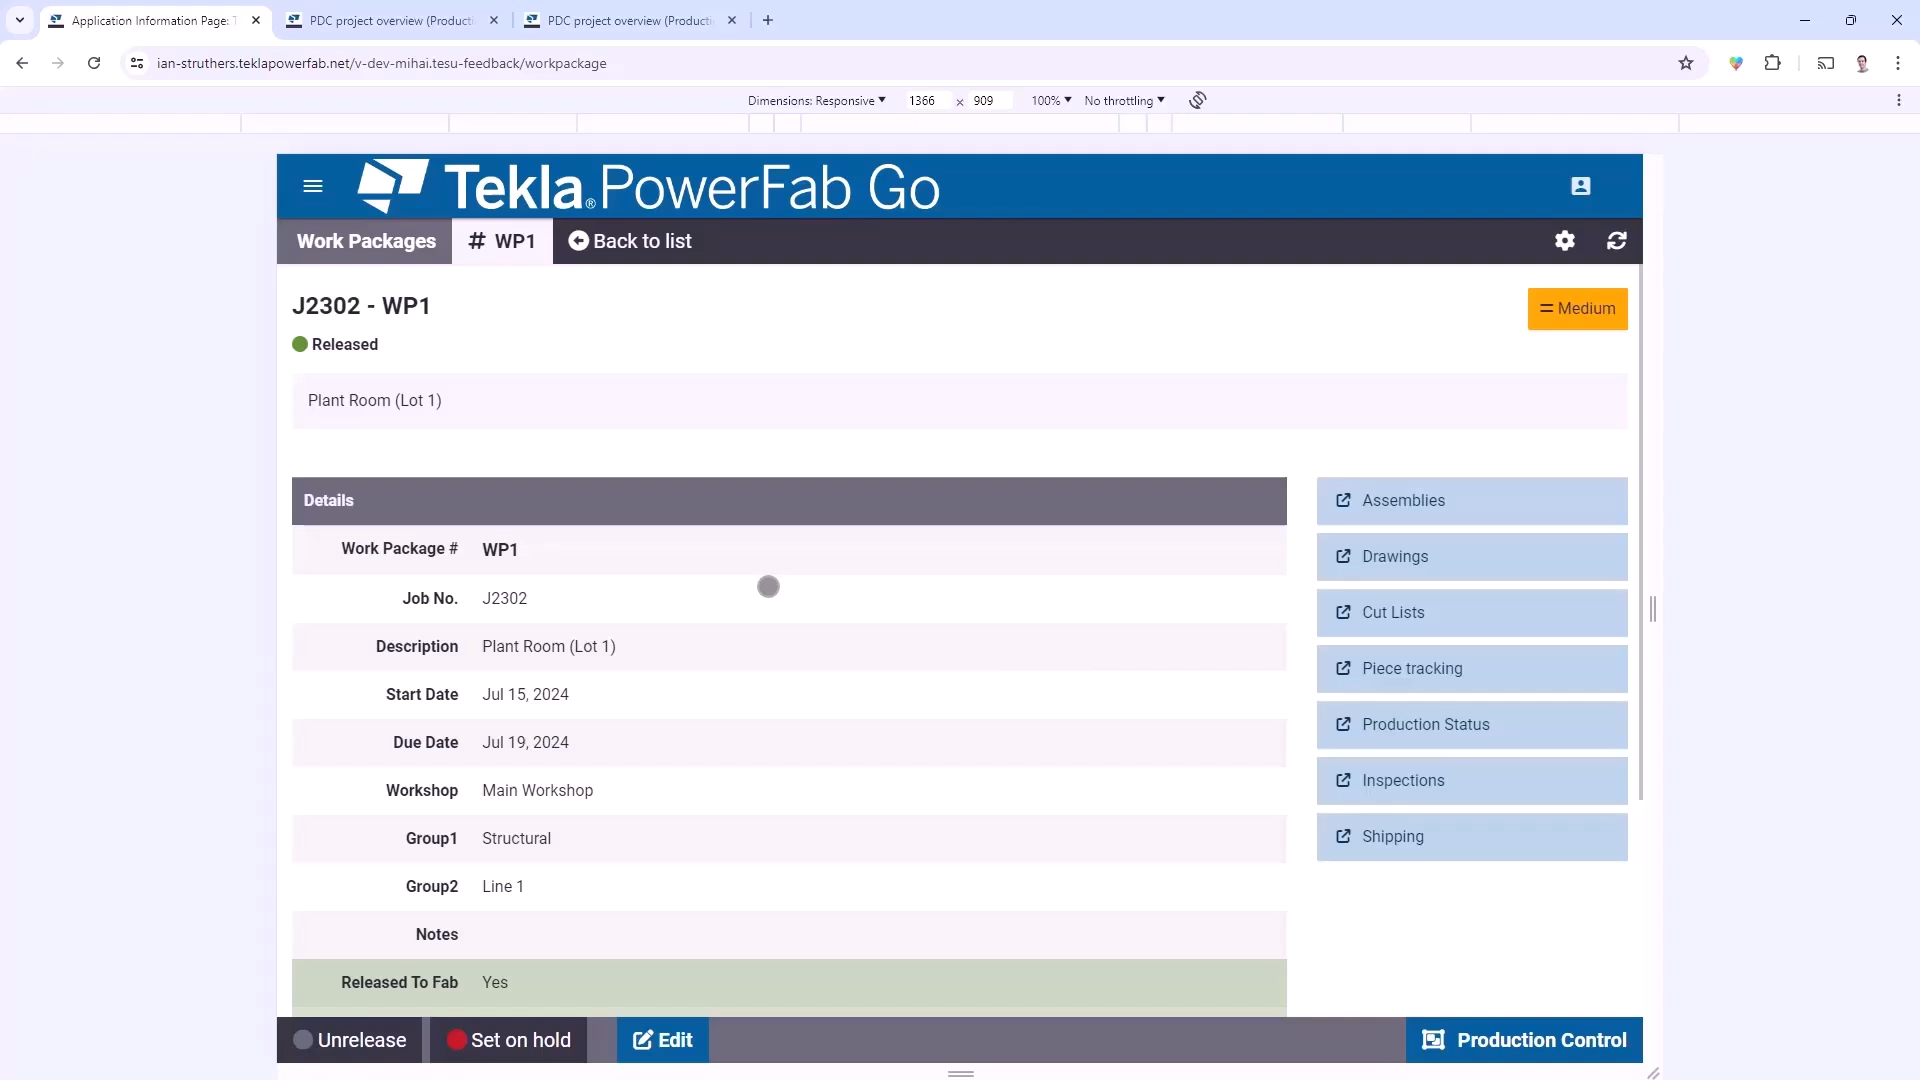 Application Information Page:
PDC project overview (Producti
PDC project overview (Producti
ian-struthers.teklapowerfab.net/v-dev-mihai.tesu-feedback/workpackage
Dimensions: Responsive 1366 × 909 100% No throttling
Tekla® PowerFab Go
Work Packages # WP1 Back to list
J2302 - WP1
Medium
Released
Plant Room (Lot 1)
Details
Work Package # WP1
Job No. J2302
Description Plant Room (Lot 1)
Start Date Jul 15, 2024
Due Date Jul 19, 2024
Workshop Main Workshop
Group1 Structural
Group2 Line 1
Notes
Released To Fab Yes
Assemblies
Drawings
Cut Lists
Piece tracking
Production Status
Inspections
Shipping
Unrelease Set on hold Edit Production Control